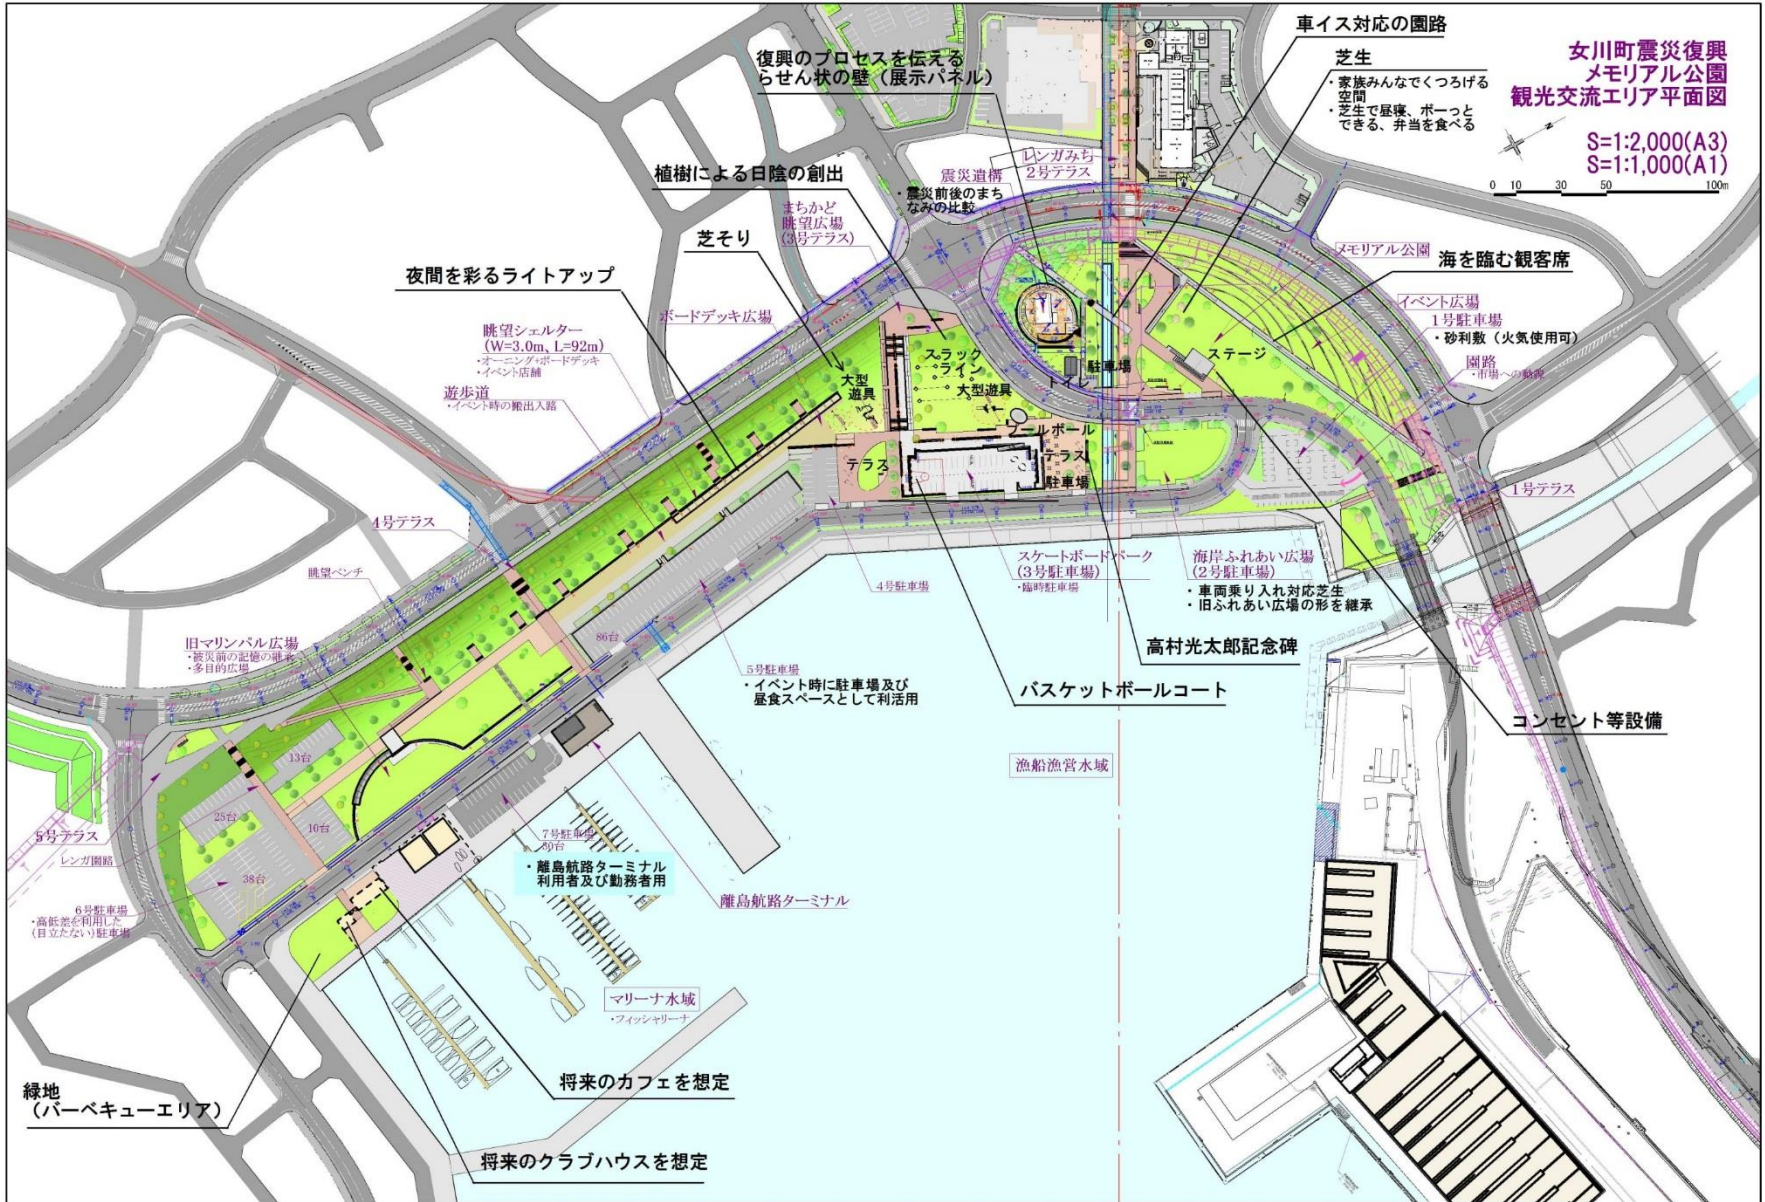 女川町震災復興
メモリアル公園
観光交流エリア平面図
S=1:2,000(A3)
S=1:1,000(A1)
0 10 30 50 100m
車イス対応の園路
芝生
・家族みんなでくつろげる
空間
・芝生で昼寝、ボーっと
できる、弁当を食べる
復興のプロセスを伝える
らせん状の壁（展示パネル）
レンガみち
2号テラス
震災遺構
・震災前後のまち
なみの比較
植樹による日陰の創出
まちかど
眺望広場
(3号テラス)
芝そり
夜間を彩るライトアップ
ボードデッキ広場
眺望シェルター
(W=3.0m、L=92m)
・オーニング+ボードデッキ
・イベント店舗
遊歩道
・イベント時の搬出入路
メモリアル公園
海を臨む観客席
イベント広場
1号駐車場
・砂利敷（火気使用可）
園路
・市場への動線
ステージ
駐車場
トイレ
スラック
ライン
大型遊具
大型
遊具
ノールボール
テラス
テラス
駐車場
1号テラス
4号テラス
眺望ベンチ
4号駐車場
スケートボードパーク
(3号駐車場)
・臨時駐車場
海岸ふれあい広場
(2号駐車場)
・車両乗り入れ対応芝生
・旧ふれあい広場の形を継承
高村光太郎記念碑
バスケットボールコート
コンセント等設備
86台
5号駐車場
・イベント時に駐車場及び
昼食スペースとして利活用
旧マリンパル広場
・被災前の記憶の継承
・多目的広場
漁船漁営水域
13台
25台
10台
38台
5号テラス
レンガ園路
6号駐車場
・高低差を利用した
(目立たない)駐車場
7号駐車場
80台
・離島航路ターミナル
利用者及び勤務者用
離島航路ターミナル
マリーナ水域
・フィッシャリーナ
将来のカフェを想定
緑地
（バーベキューエリア）
将来のクラブハウスを想定